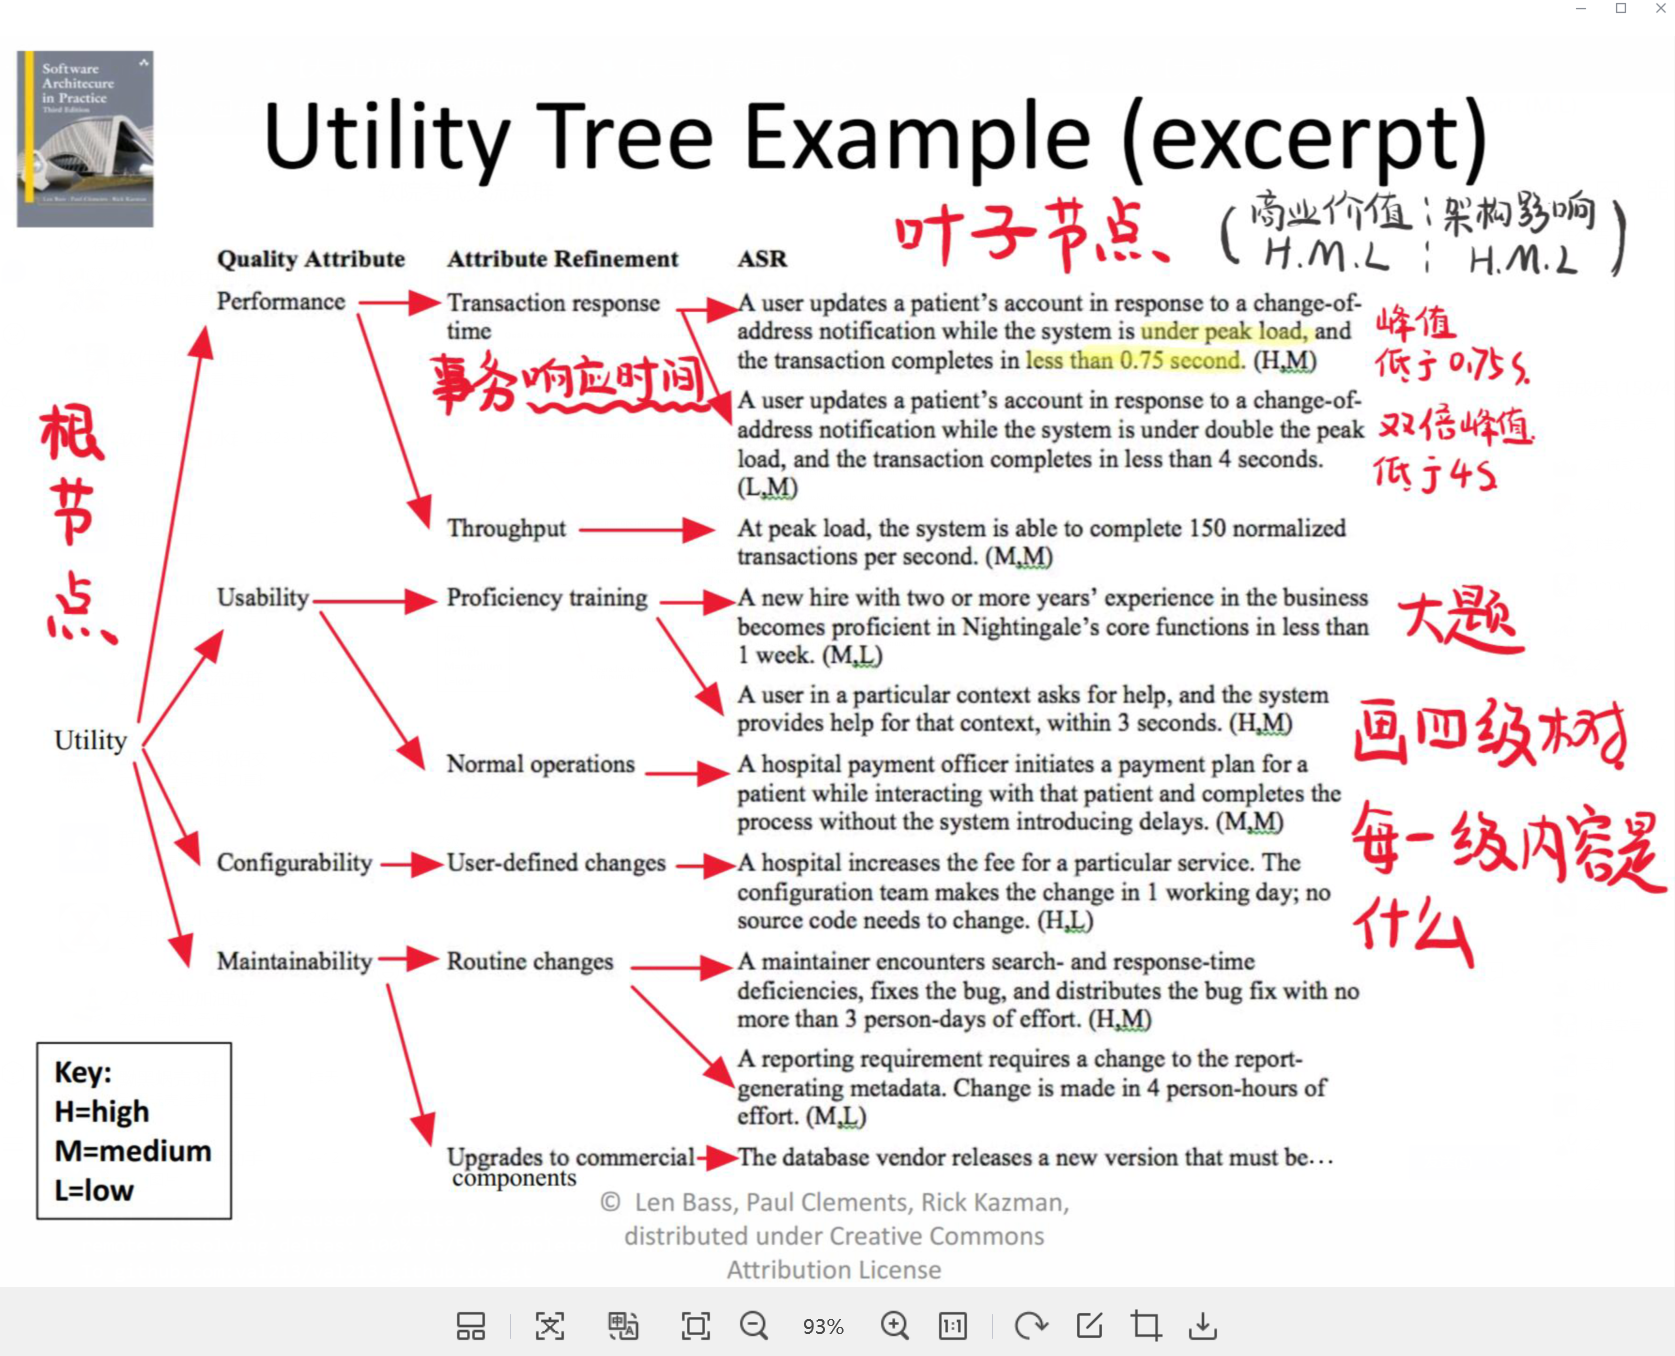 Software
Architecure
in Practice
Third Edition
Len Bass · Paul Clements · Rick Kazman
Utility Tree Example (excerpt)
叶子节点
(商业价值 ¦ 架构影响)
H.M.L ¦ H.M.L
Quality Attribute
Attribute Refinement
ASR
Performance
Transaction response
time
事务响应时间
A user updates a patient’s account in response to a change-of-
address notification while the system is under peak load, and
the transaction completes in less than 0.75 second. (H,M)
峰值
低于0.75s.
A user updates a patient’s account in response to a change-of-
address notification while the system is under double the peak
load, and the transaction completes in less than 4 seconds.
(L,M)
双倍峰值
低于4s
Throughput
At peak load, the system is able to complete 150 normalized
transactions per second. (M,M)
根
节
点
Usability
Proficiency training
A new hire with two or more years’ experience in the business
becomes proficient in Nightingale’s core functions in less than
1 week. (M,L)
A user in a particular context asks for help, and the system
provides help for that context, within 3 seconds. (H,M)
大题
画四级树.
每一级内容是
什么
Utility
Normal operations
A hospital payment officer initiates a payment plan for a
patient while interacting with that patient and completes the
process without the system introducing delays. (M,M)
Configurability
User-defined changes
A hospital increases the fee for a particular service. The
configuration team makes the change in 1 working day; no
source code needs to change. (H,L)
Maintainability
Routine changes
A maintainer encounters search- and response-time
deficiencies, fixes the bug, and distributes the bug fix with no
more than 3 person-days of effort. (H,M)
A reporting requirement requires a change to the report-
generating metadata. Change is made in 4 person-hours of
effort. (M,L)
Upgrades to commercial
components
The database vendor releases a new version that must be…
Key:
H=high
M=medium
L=low
© Len Bass, Paul Clements, Rick Kazman,
distributed under Creative Commons
Attribution License
93%
1:1